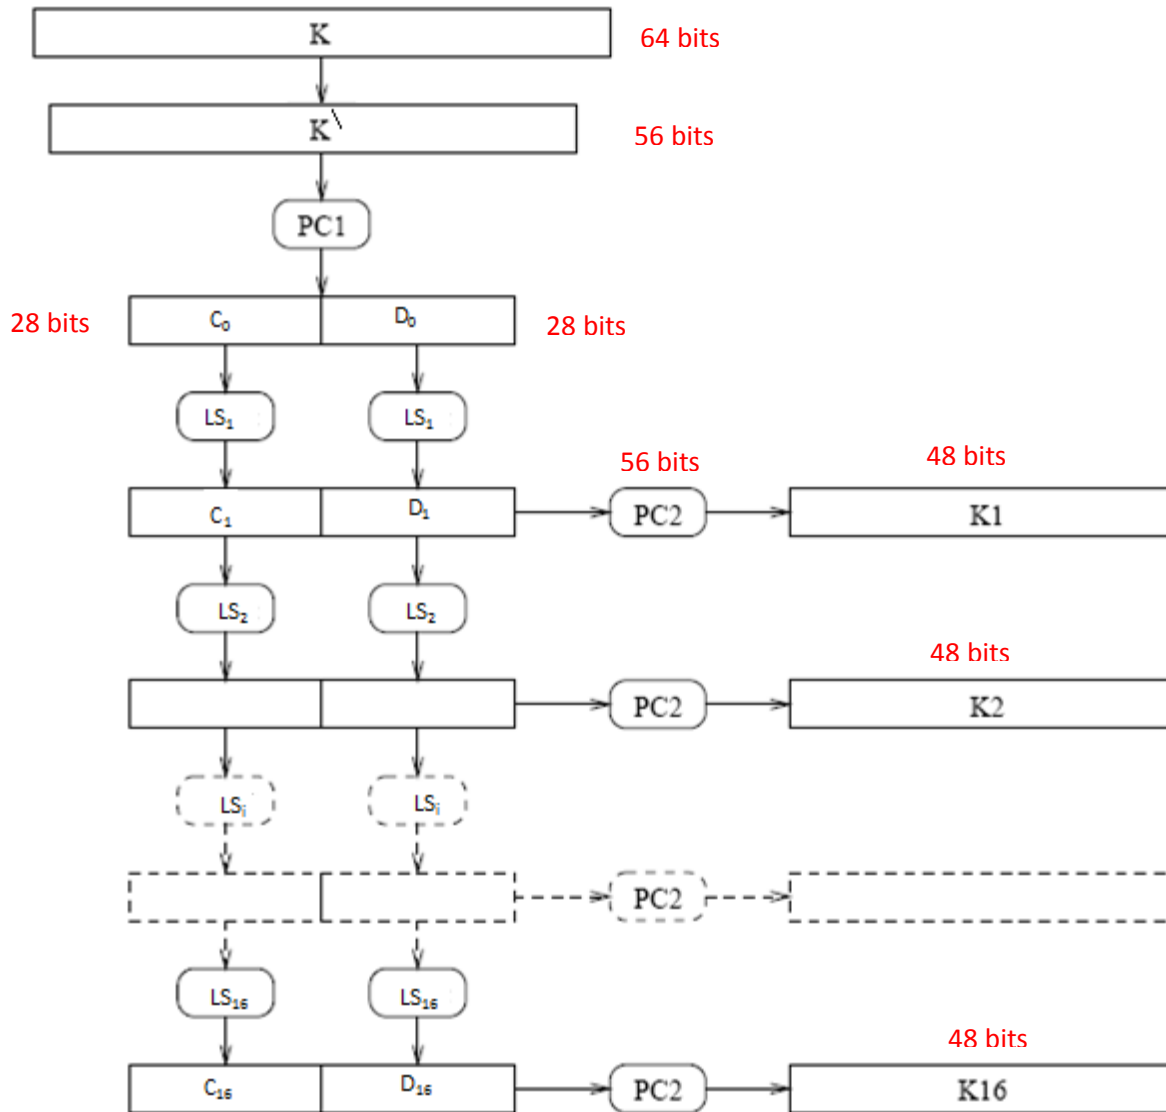 K 64 bits
K` 56 bits
PC1
28 bits C₀ D₀ 28 bits
LS₁ LS₁
56 bits 48 bits
C₁ D₁ PC2 K1
LS₂ LS₂
48 bits
PC2 K2
LSᵢ LSᵢ
PC2
LS₁₆ LS₁₆
48 bits
C₁₆ D₁₆ PC2 K16